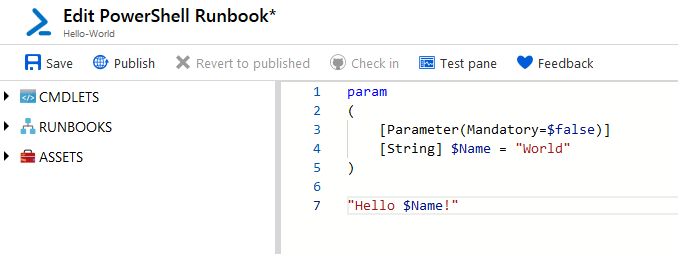 Edit PowerShell Runbook*
Hello-World
Save Publish Revert to published Check in Test pane Feedback
CMDLETS
RUNBOOKS
ASSETS
1 param
2 (
3 [Parameter(Mandatory=$false)]
4 [String] $Name = "World"
5 )
6
7 "Hello $Name!"